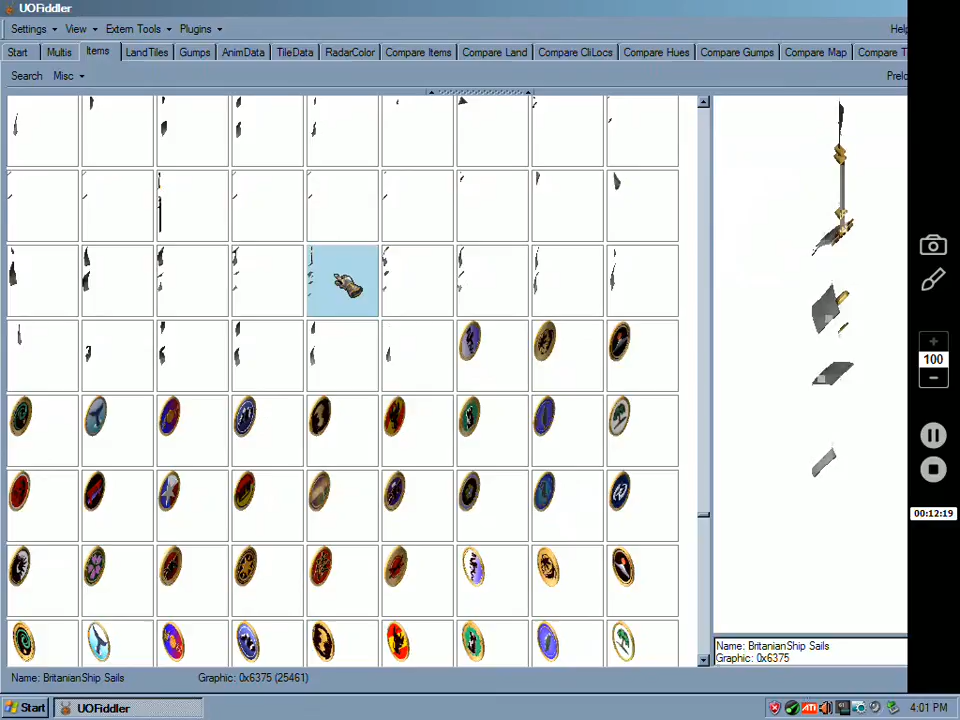 UOFiddler
Settings View Extern Tools Plugins Help
Start Multis Items LandTiles Gumps AnimData TileData RadarColor Compare Items Compare Land Compare CliLocs Compare Hues Compare Gumps Compare Map Compare T
Search Misc Prelo
100
00:12:19
Name: BritanianShip Sails
Graphic: 0x6375
Name: BritanianShip Sails Graphic: 0x6375 (25461)
Start UOFiddler ATI 4:01 PM